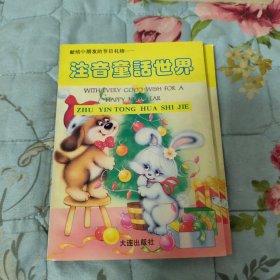 献给小朋友的节日礼物——
注音童話世界
WITH EVERY GOOD WISH FOR A
HAPPY NEW YEAR
ZHU YIN TONG HUA SHI JIE
大连出版社